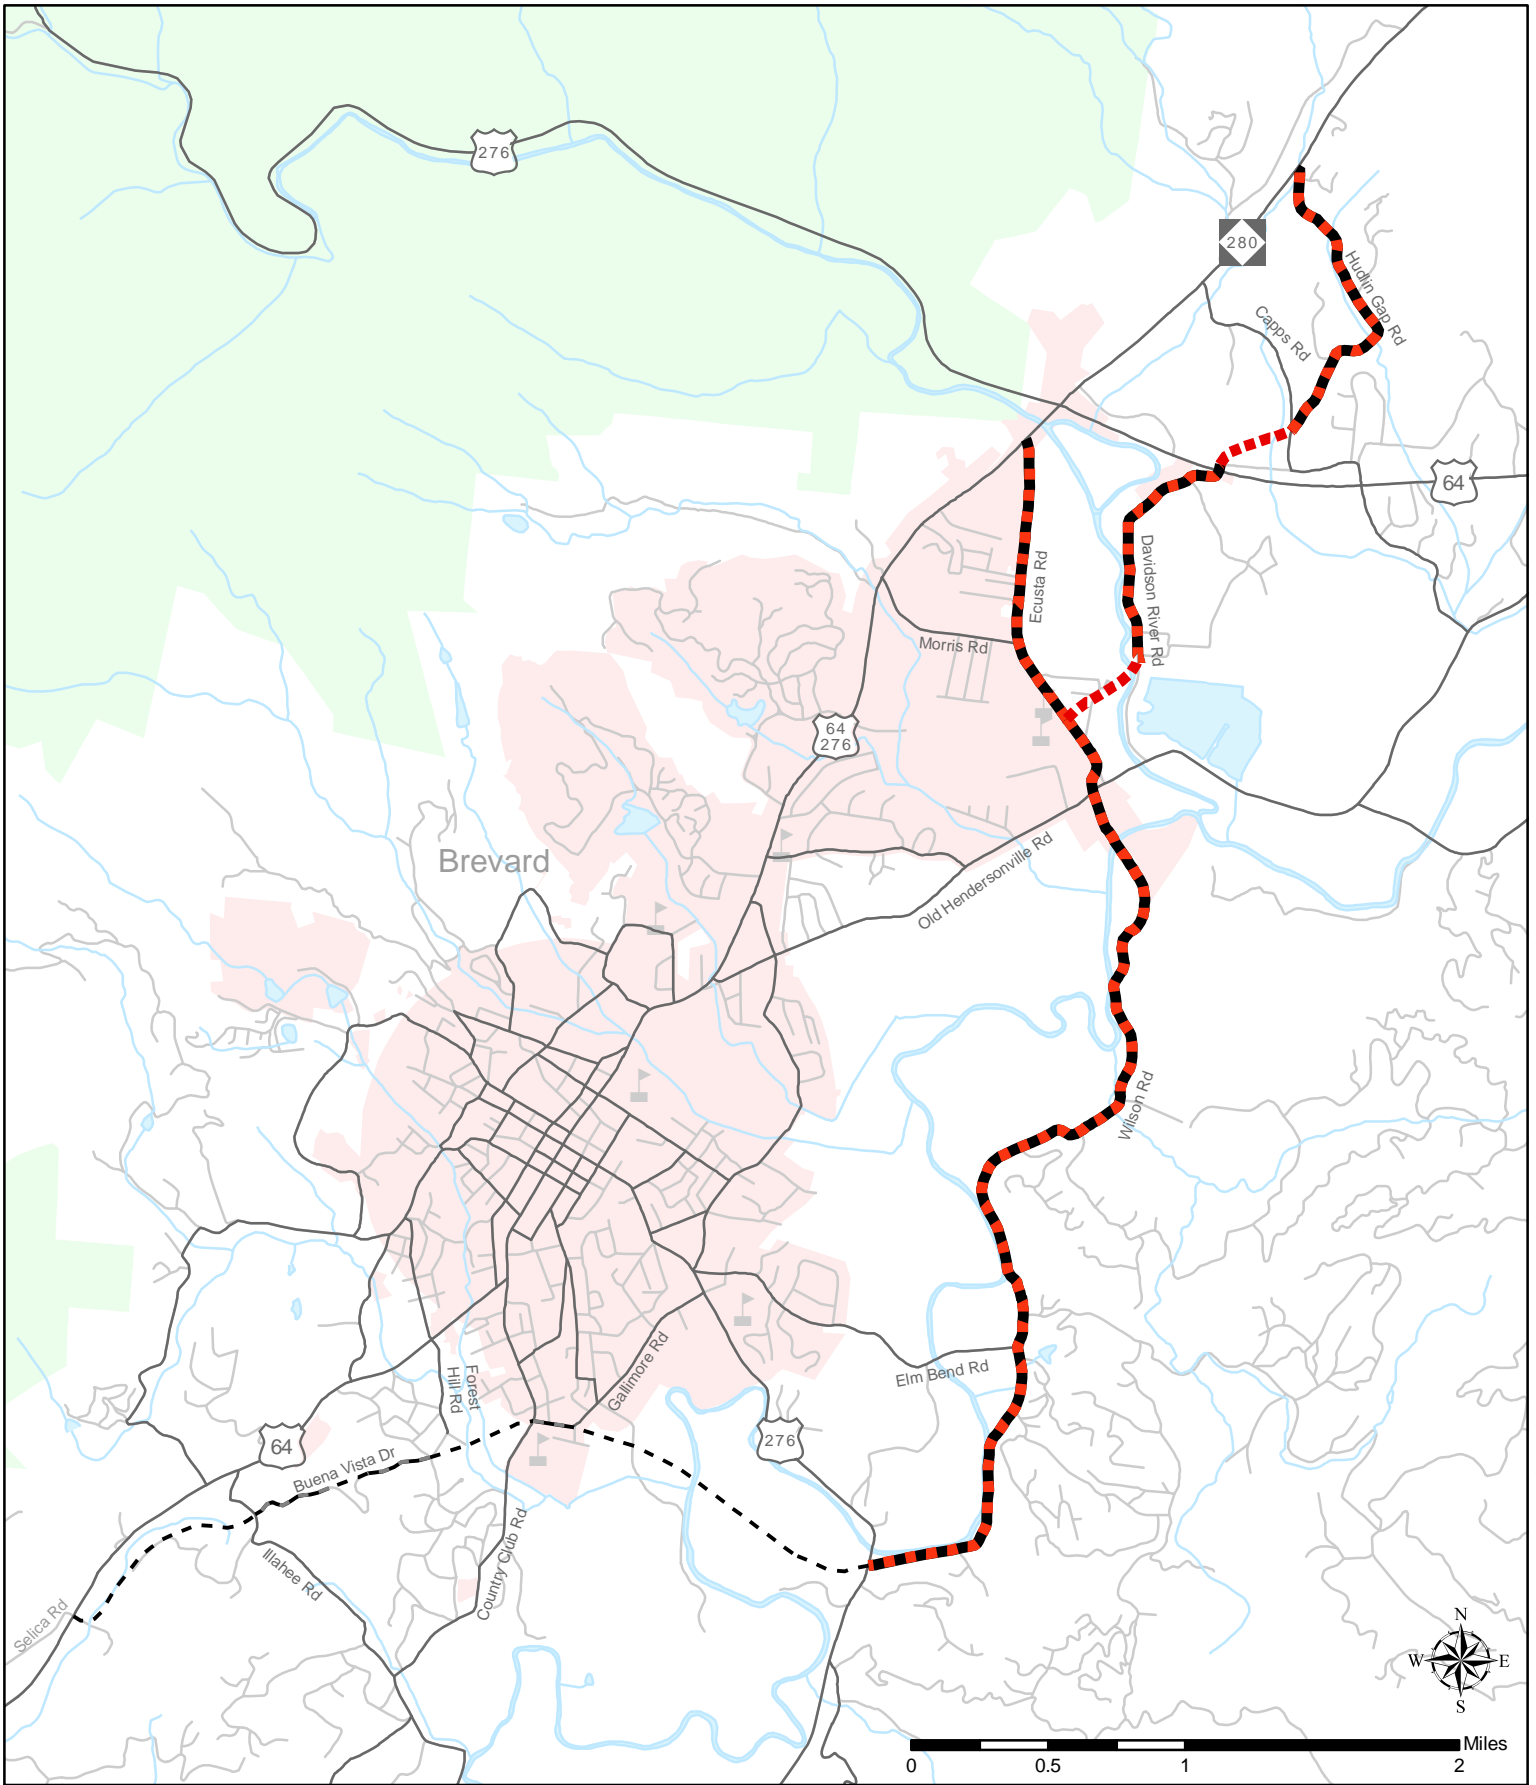 276
280
Hudlin Gap Rd
Capps Rd
64
Davidson River Rd
Ecusta Rd
Morris Rd
64
276
Brevard
Old Hendersonville Rd
Wilson Rd
Elm Bend Rd
Gallimore Rd
Forest
Hill Rd
64
Buena Vista Dr
276
Country Club Rd
Illahee Rd
Selica Rd
N
W
E
S
Miles
0
0.5
1
2